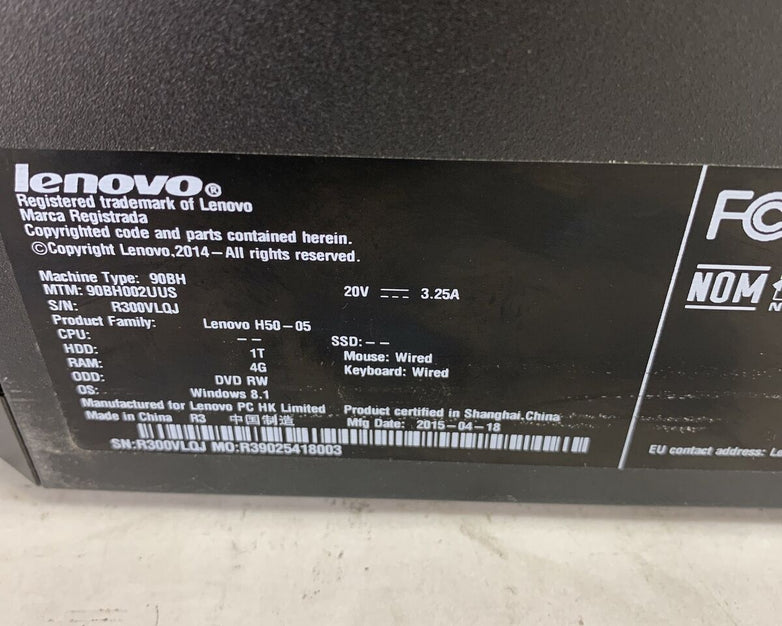 lenovo®
Registered trademark of Lenovo
Marca Registrada
Copyrighted code and parts contained herein.
©Copyright Lenovo,2014–All rights reserved.
Machine Type: 90BH
MTM: 90BH002UUS
20V 3.25A
S/N: R300VLQJ
Product Family: Lenovo H50–05
CPU: –– SSD: ––
HDD: 1T Mouse: Wired
RAM: 4G Keyboard: Wired
ODD: DVD RW
OS: Windows 8.1
Manufactured for Lenovo PC HK Limited Product certified in Shanghai.China
Made in China R3 中国制造 Mfg Date: 2015–04–18
SN:R300VLQJ MO:R39025418003
FC
NOM
EU contact address: